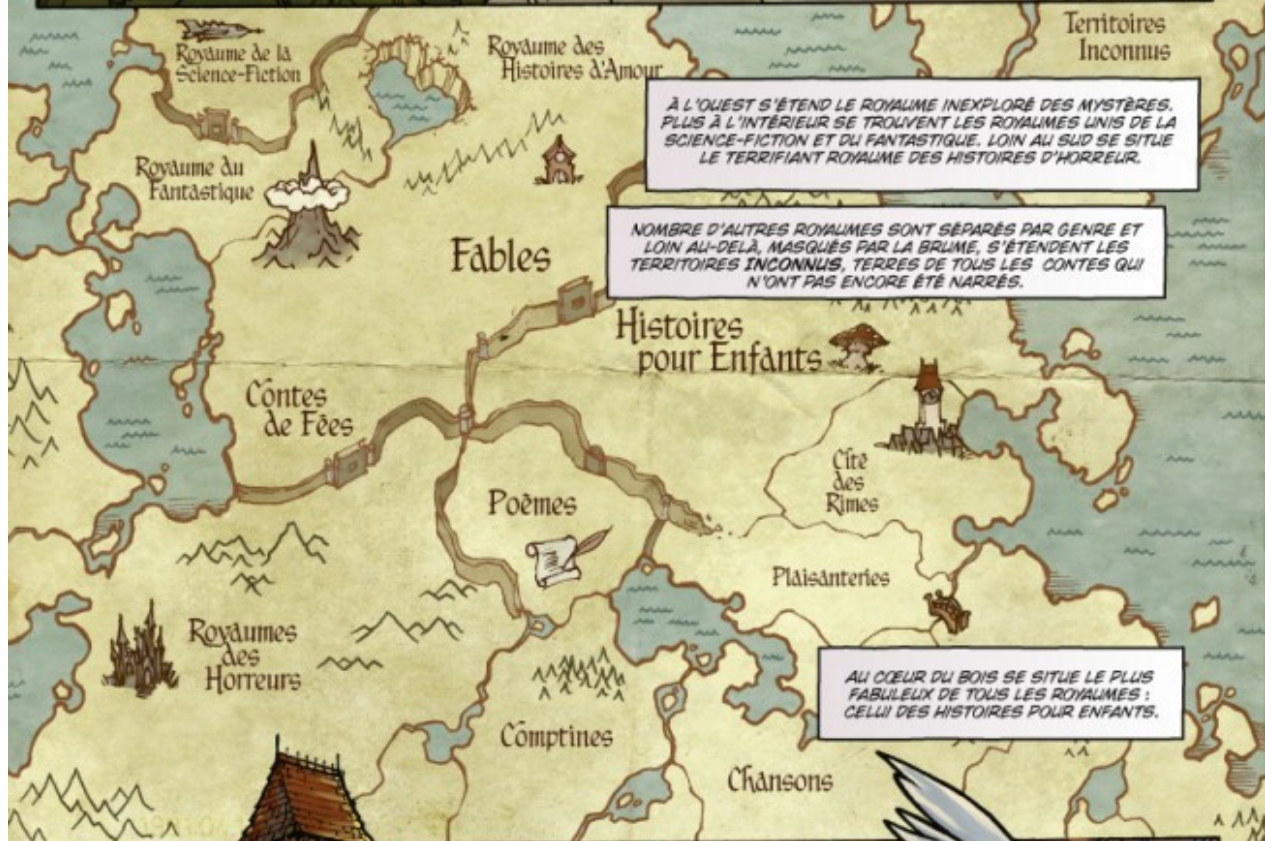 Royaume de la
Science-Fiction
Royaume des
Histoires d'Amour
Territoires
Inconnus
À L'OUEST S'ÉTEND LE ROYAUME INEXPLORÉ DES MYSTÈRES.
PLUS À L'INTÉRIEUR SE TROUVENT LES ROYAUMES UNIS DE LA
SCIENCE-FICTION ET DU FANTASTIQUE. LOIN AU SUD SE SITUE
LE TERRIFIANT ROYAUME DES HISTOIRES D'HORREUR.
Royaume du
Fantastique
NOMBRE D'AUTRES ROYAUMES SONT SÉPARÉS PAR GENRE ET
LOIN AU-DELÀ, MASQUÉS PAR LA BRUME, S'ÉTENDENT LES
TERRITOIRES INCONNUS, TERRES DE TOUS LES CONTES QUI
N'ONT PAS ENCORE ÉTÉ NARRÉS.
Fables
Histoires
pour Enfants
Contes
de Fées
Cité
des
Rimes
Poèmes
Plaisanteries
Royaumes
des
Horreurs
AU CŒUR DU BOIS SE SITUE LE PLUS
FABULEUX DE TOUS LES ROYAUMES :
CELUI DES HISTOIRES POUR ENFANTS.
Comptines
Chansons